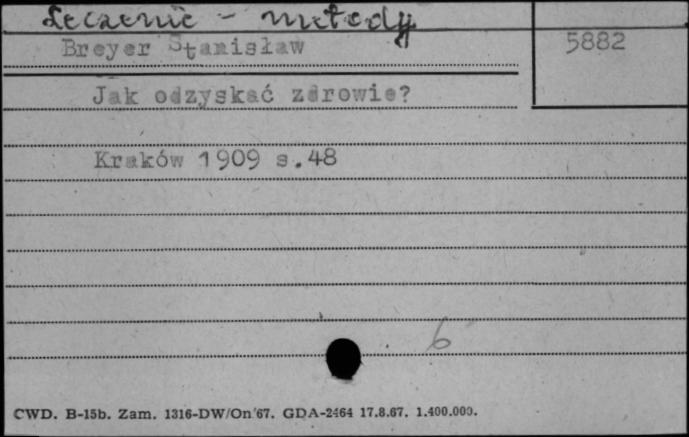 Leczenie - metody
Breyer Stanisław
5882
Jak odzyskać zdrowie?
Kraków 1909 s.48
6
CWD. B-15b. Zam. 1316-DW/On'67. GDA-2464 17.8.67. 1.400.000.